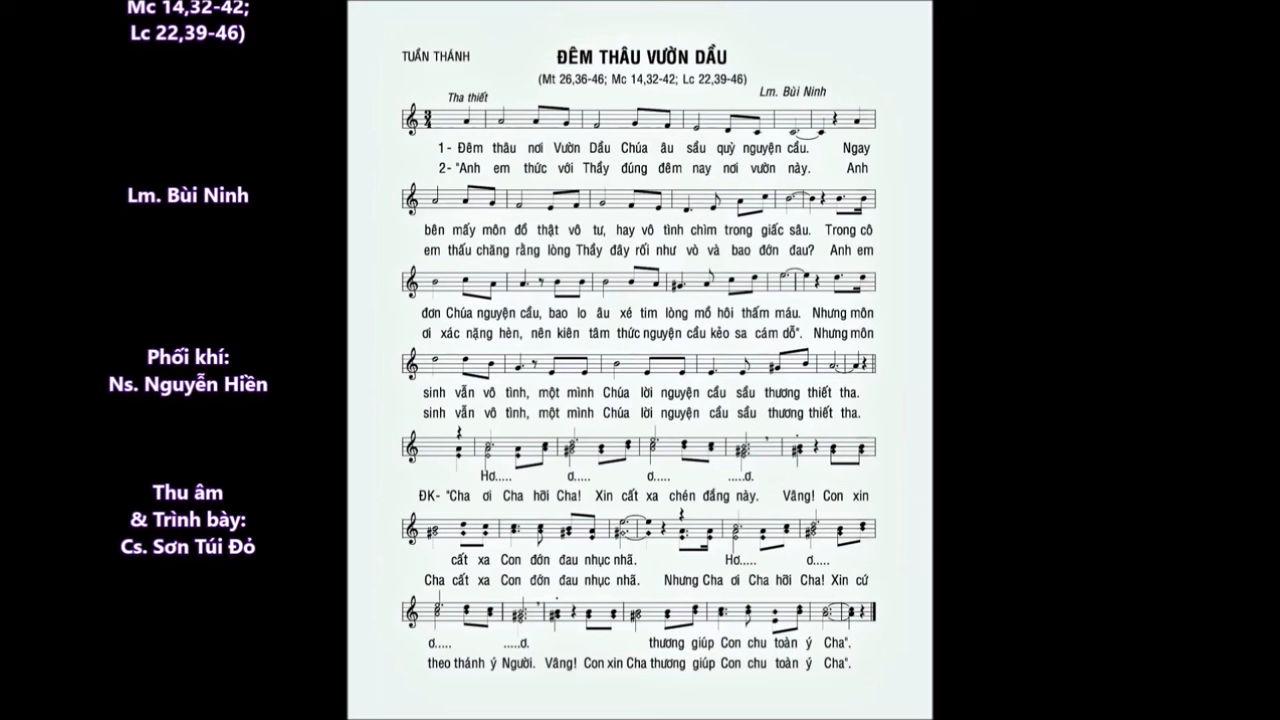 Mc 14,32-42;
Lc 22,39-46)
Lm. Bùi Ninh
Phối khí:
Ns. Nguyễn Hiền
Thu âm
& Trình bày:
Cs. Sơn Túi Đỏ
TUẦN THÁNH
ĐÊM THÂU VƯỜN DẦU
(Mt 26,36-46; Mc 14,32-42; Lc 22,39-46)
Tha thiết
Lm. Bùi Ninh
1- Đêm thâu nơi Vườn Dầu Chúa âu sầu quỳ nguyện cầu. Ngay
2- "Anh em thức với Thầy đúng đêm nay nơi vườn này. Anh
bên mấy môn đồ thật vô tư, hay vô tình chìm trong giấc sâu. Trong cô
em thấu chăng rằng lòng Thầy đây rối như vò và bao đớn đau? Anh em
đơn Chúa nguyện cầu, bao lo âu xé tim lòng mồ hôi thấm máu. Nhưng môn
ơi xác nặng hèn, nên kiên tâm thức nguyện cầu kẻo sa cám dỗ". Nhưng môn
sinh vẫn vô tình, một mình Chúa lời nguyện cầu sầu thương thiết tha.
sinh vẫn vô tình, một mình Chúa lời nguyện cầu sầu thương thiết tha.
Hơ..... ơ..... ơ..... .....ơ.
ĐK- "Cha ơi Cha hỡi Cha! Xin cất xa chén đắng này. Vâng! Con xin
cất xa Con đớn đau nhục nhã. Hơ..... ơ.....
Cha cất xa Con đớn đau nhục nhã. Nhưng Cha ơi Cha hỡi Cha! Xin cứ
ơ..... .....ơ. thương giúp Con chu toàn ý Cha".
theo thánh ý Người. Vâng! Con xin Cha thương giúp Con chu toàn ý Cha".